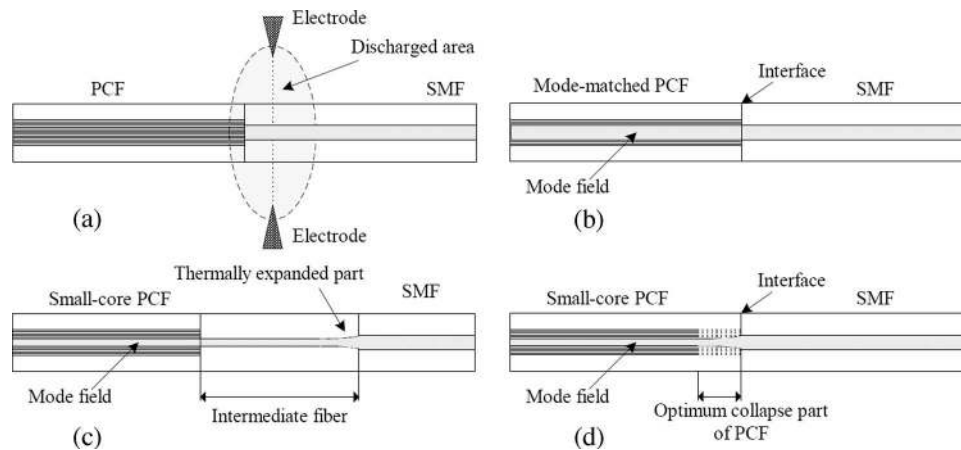 Electrode
Discharged area
PCF
SMF
Electrode
(a)
Interface
Mode-matched PCF
SMF
Mode field
(b)
Thermally expanded part
Small-core PCF
SMF
Mode field
Intermediate fiber
(c)
Interface
Small-core PCF
SMF
Mode field
Optimum collapse part
of PCF
(d)